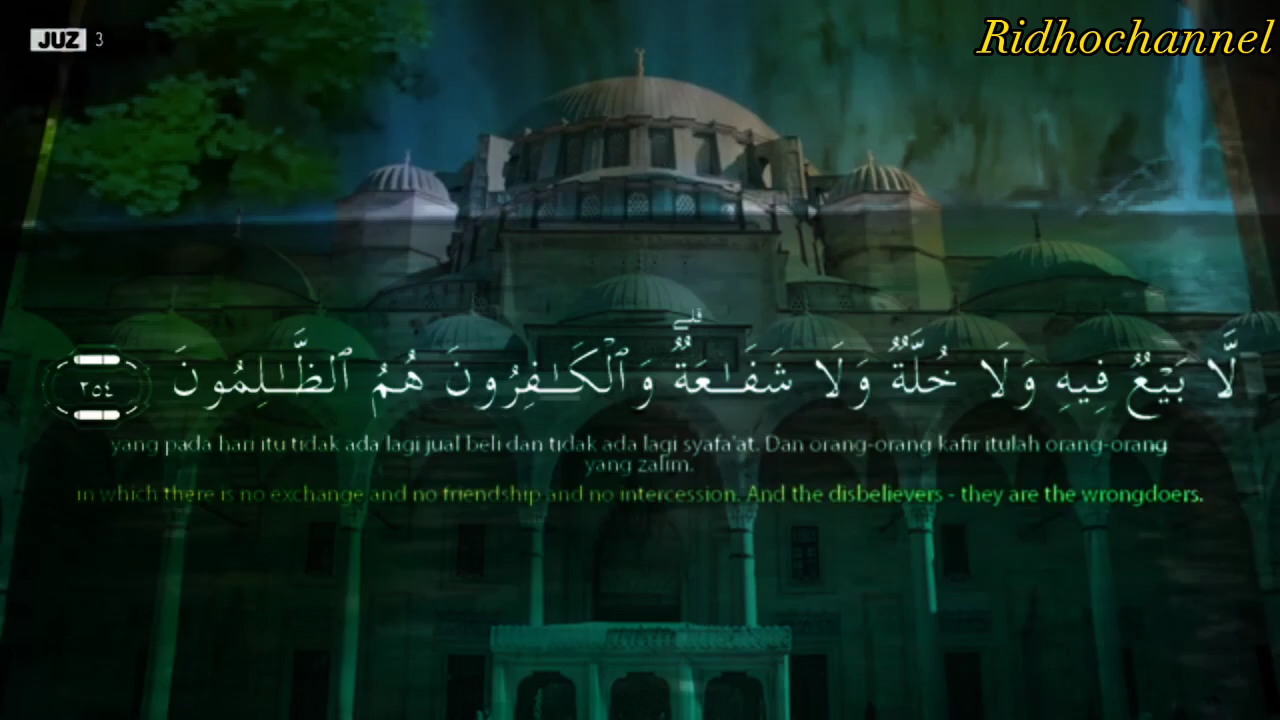 JUZ 3
Ridhochannel
لَّا بَيْعٌ فِيهِ وَلَا خُلَّةٌ وَلَا شَفَـٰعَةٌ ۗ وَٱلْكَـٰفِرُونَ هُمُ ٱلظَّـٰلِمُونَ ٢٥٤
yang pada hari itu tidak ada lagi jual beli dan tidak ada lagi syafa'at. Dan orang-orang kafir itulah orang-orang
yang zalim.
in which there is no exchange and no friendship and no intercession. And the disbelievers - they are the wrongdoers.